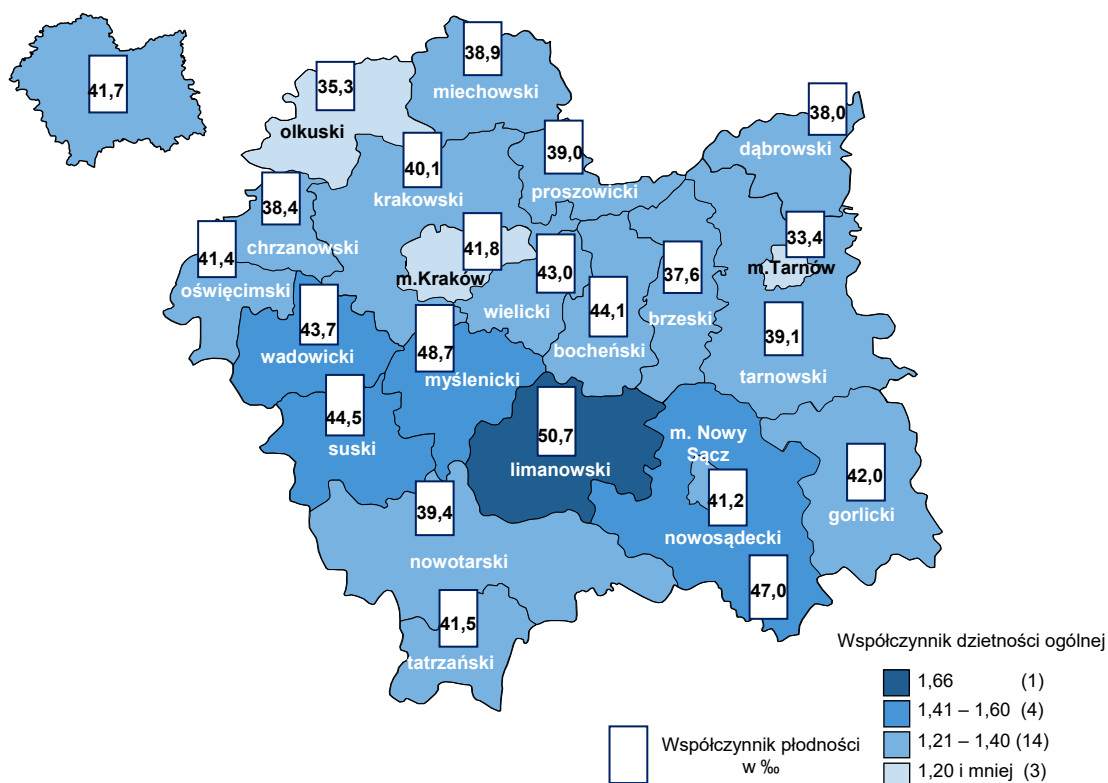 41,7
38,9
miechowski
35,3
olkuski
38,0
dąbrowski
39,0
proszowicki
40,1
krakowski
38,4
chrzanowski
33,4
m.Tarnów
41,4
oświęcimski
41,8
m.Kraków
43,0
wielicki
37,6
brzeski
44,1
bocheński
39,1
tarnowski
43,7
wadowicki
48,7
myślenicki
44,5
suski
50,7
limanowski
m. Nowy
Sącz
41,2
nowosądecki
47,0
42,0
gorlicki
39,4
nowotarski
41,5
tatrzański
Współczynnik dzietności ogólnej
1,66 (1)
1,41 – 1,60 (4)
1,21 – 1,40 (14)
1,20 i mniej (3)
Współczynnik płodności
w ‰